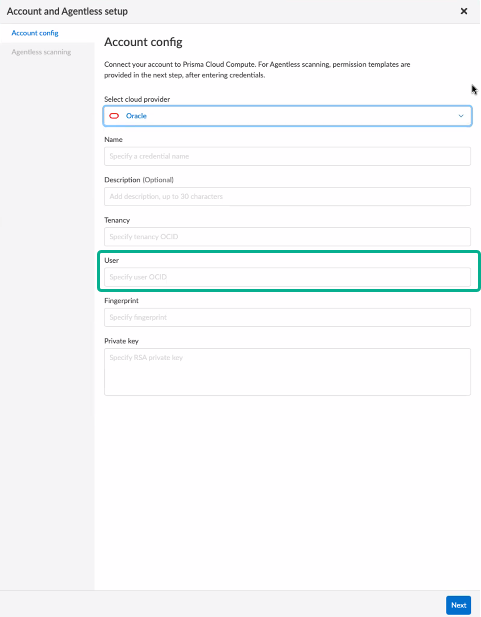 Account and Agentless setup
Account config
Agentless scanning
Account config
Connect your account to Prisma Cloud Compute. For Agentless scanning, permission templates are
provided in the next step, after entering credentials.
Select cloud provider
Oracle
Name
Specify a credential name
Description (Optional)
Add description, up to 30 characters
Tenancy
Specify tenancy OCID
User
Specify user OCID
Fingerprint
Specify fingerprint
Private key
Specify RSA private key
Next